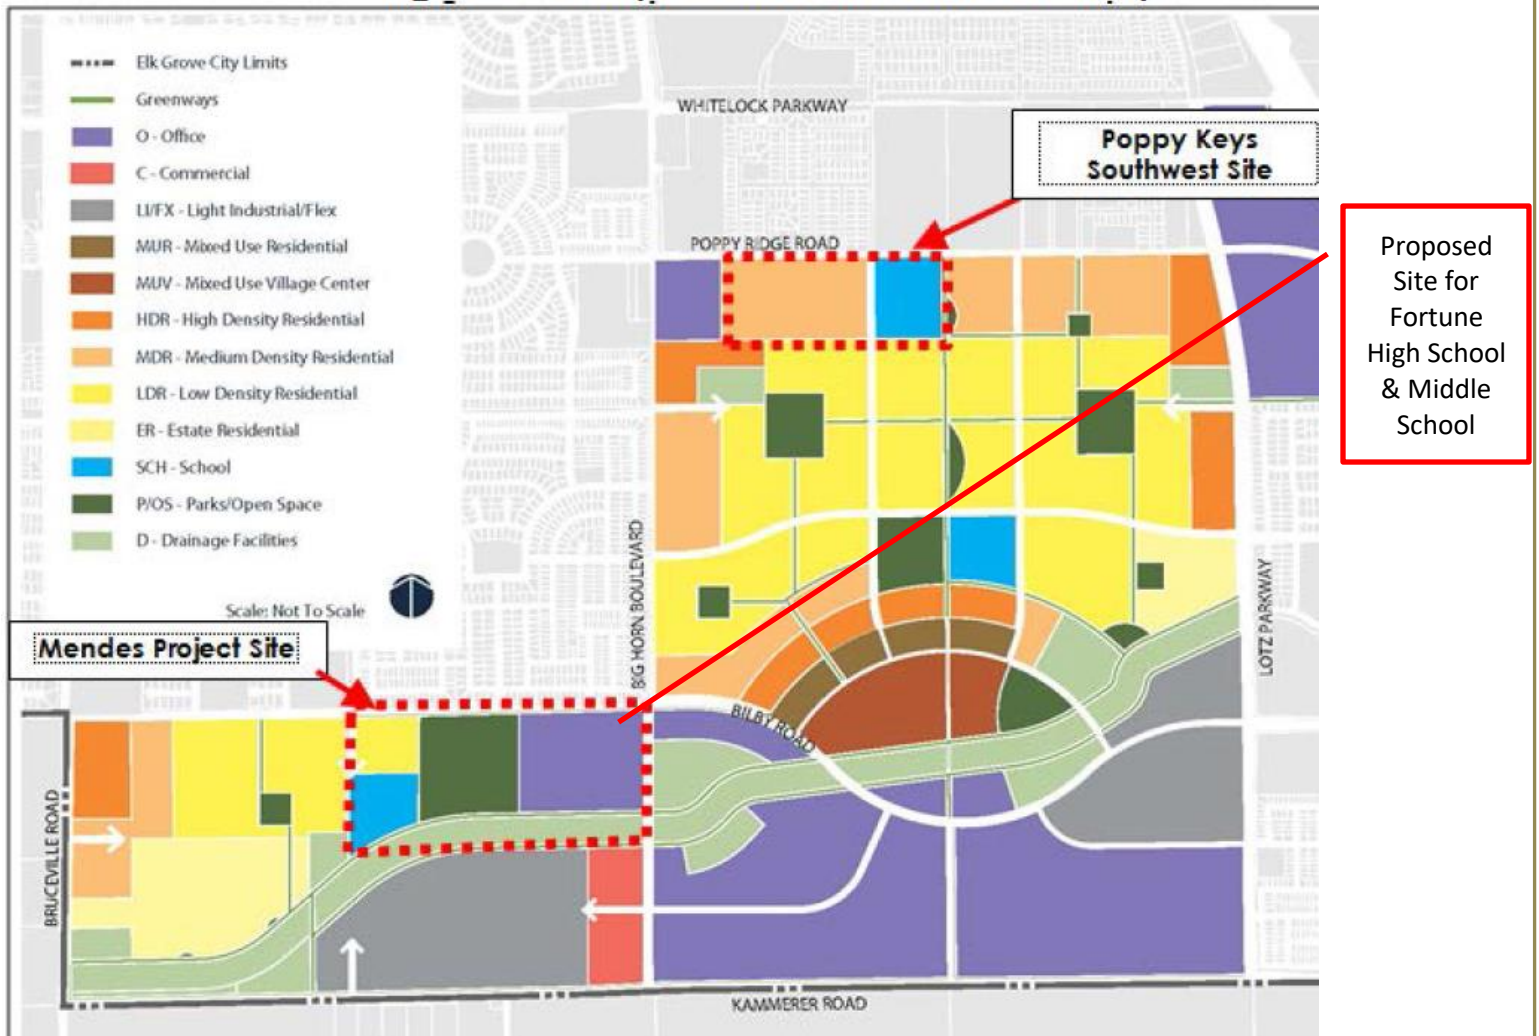 Elk Grove City Limits
Greenways
O - Office
C - Commercial
LI/FX - Light Industrial/Flex
MUR - Mixed Use Residential
MUV - Mixed Use Village Center
HDR - High Density Residential
MDR - Medium Density Residential
LDR - Low Density Residential
ER - Estate Residential
SCH - School
P/OS - Parks/Open Space
D - Drainage Facilities
Scale: Not To Scale
WHITELOCK PARKWAY
Poppy Keys
Southwest Site
POPPY RIDGE ROAD
Proposed
Site for
Fortune
High School
& Middle
School
BIG HORN BOULEVARD
LOTZ PARKWAY
Mendes Project Site
BILBY ROAD
BRUCEVILLE ROAD
KAMMERER ROAD